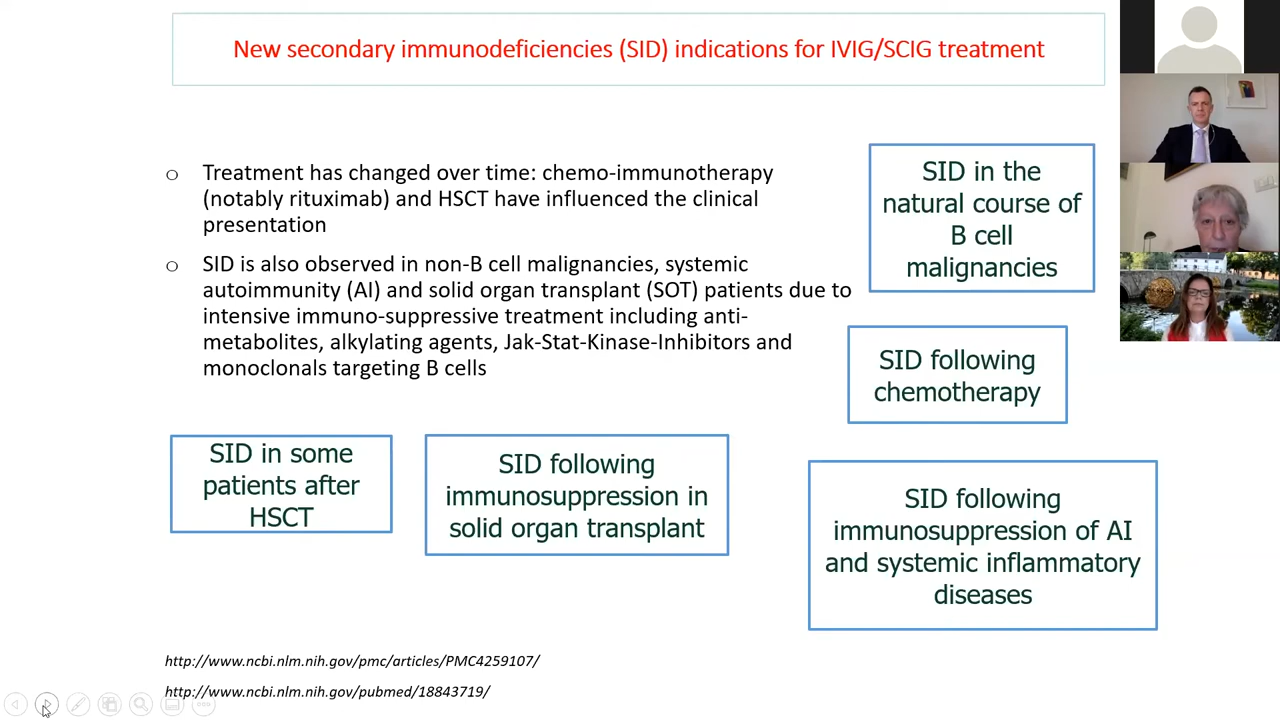 New secondary immunodeficiencies (SID) indications for IVIG/SCIG treatment
Treatment has changed over time: chemo-immunotherapy
(notably rituximab) and HSCT have influenced the clinical
presentation
SID is also observed in non-B cell malignancies, systemic
autoimmunity (AI) and solid organ transplant (SOT) patients due to
intensive immuno-suppressive treatment including anti-
metabolites, alkylating agents, Jak-Stat-Kinase-Inhibitors and
monoclonals targeting B cells
SID in the
natural course of
B cell
malignancies
SID following
chemotherapy
SID in some
patients after
HSCT
SID following
immunosuppression in
solid organ transplant
SID following
immunosuppression of AI
and systemic inflammatory
diseases
http://www.ncbi.nlm.nih.gov/pmc/articles/PMC4259107/
http://www.ncbi.nlm.nih.gov/pubmed/18843719/